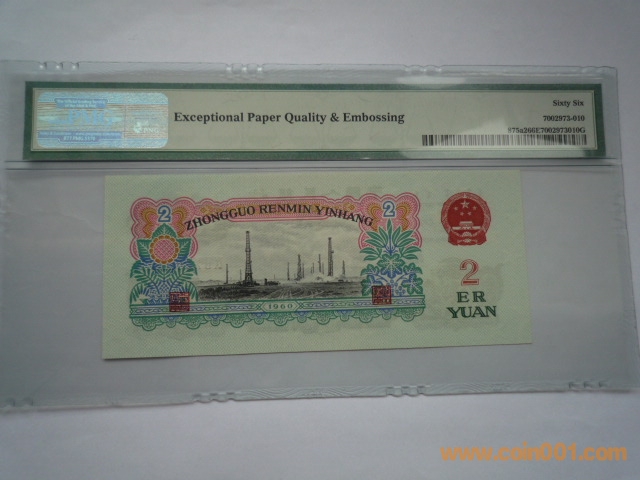 Exceptional Paper Quality & Embossing
Sixty Six
7002973-010
875a266E7002973010G
2 2
ZHONGGUO RENMIN YINHANG
1960
2
ER
YUAN
www.coin001.com